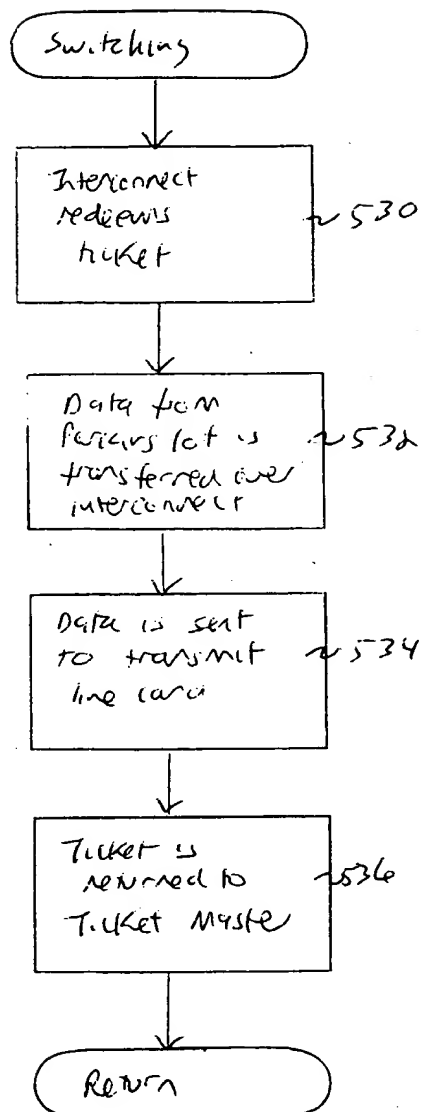 Switching
Interconnect
redeems
ticket
~530
Data from
Parking lot is
~532
transferred over
interconnect
Data is sent
to transmit
~534
line card
Ticket is
returned to
~536
Ticket Master
Return